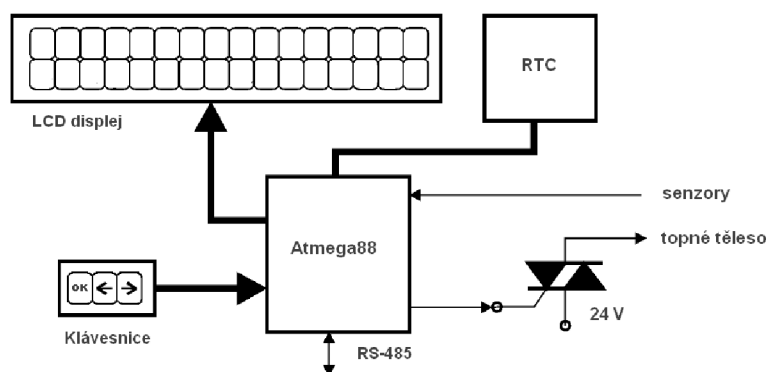 RTC
LCD displej
senzory
Atmega88
topné těleso
OK
24 V
Klávesnice
RS-485